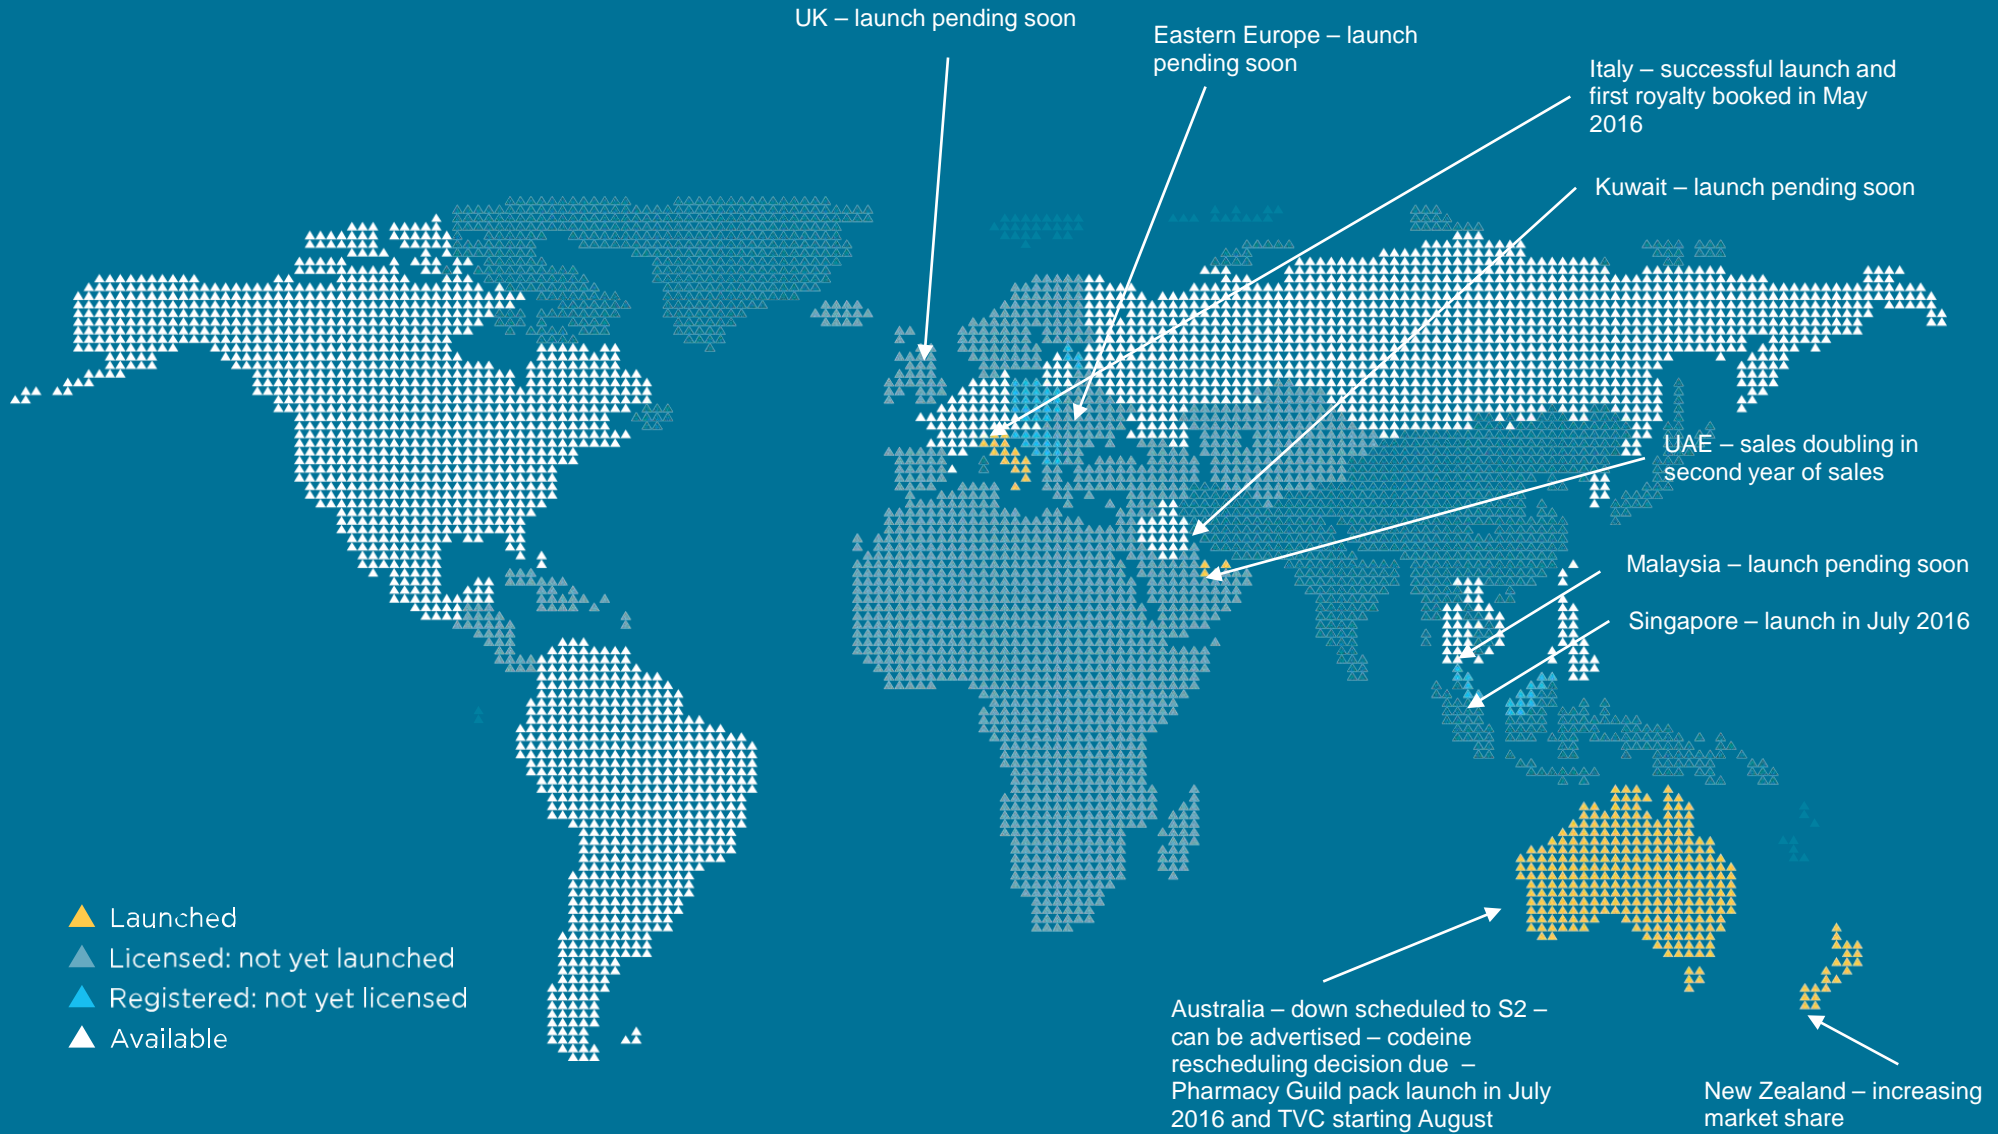 UK – launch pending soon
Eastern Europe – launch
pending soon
Italy – successful launch and
first royalty booked in May
2016
Kuwait – launch pending soon
UAE – sales doubling in
second year of sales
Malaysia – launch pending soon
Singapore – launch in July 2016
Launched
Licensed: not yet launched
Registered: not yet licensed
Available
Australia – down scheduled to S2 –
can be advertised – codeine
rescheduling decision due –
Pharmacy Guild pack launch in July
2016 and TVC starting August
New Zealand – increasing
market share